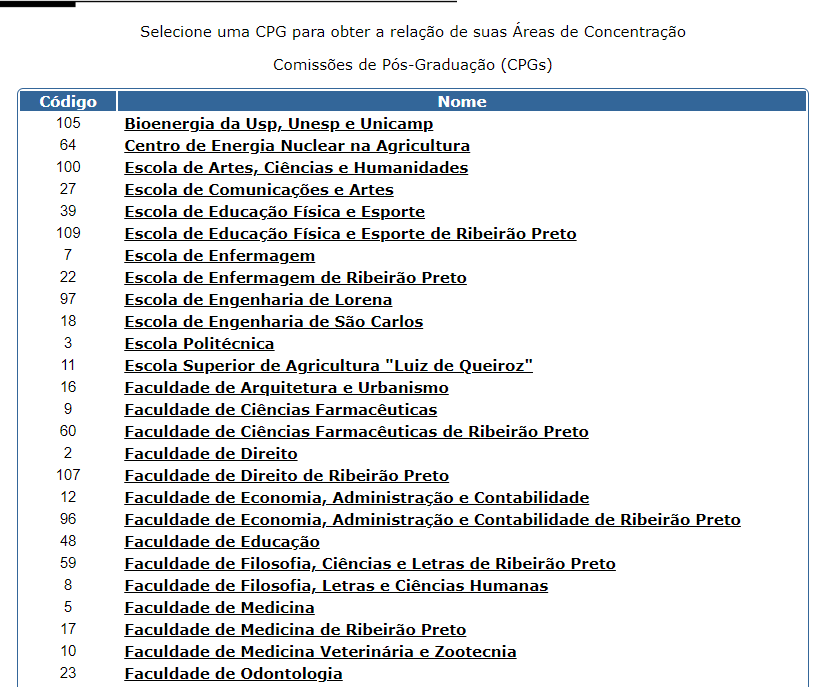 Selecione uma CPG para obter a relação de suas Áreas de Concentração
Comissões de Pós-Graduação (CPGs)
Código Nome
105 Bioenergia da Usp, Unesp e Unicamp
64 Centro de Energia Nuclear na Agricultura
100 Escola de Artes, Ciências e Humanidades
27 Escola de Comunicações e Artes
39 Escola de Educação Física e Esporte
109 Escola de Educação Física e Esporte de Ribeirão Preto
7 Escola de Enfermagem
22 Escola de Enfermagem de Ribeirão Preto
97 Escola de Engenharia de Lorena
18 Escola de Engenharia de São Carlos
3 Escola Politécnica
11 Escola Superior de Agricultura "Luiz de Queiroz"
16 Faculdade de Arquitetura e Urbanismo
9 Faculdade de Ciências Farmacêuticas
60 Faculdade de Ciências Farmacêuticas de Ribeirão Preto
2 Faculdade de Direito
107 Faculdade de Direito de Ribeirão Preto
12 Faculdade de Economia, Administração e Contabilidade
96 Faculdade de Economia, Administração e Contabilidade de Ribeirão Preto
48 Faculdade de Educação
59 Faculdade de Filosofia, Ciências e Letras de Ribeirão Preto
8 Faculdade de Filosofia, Letras e Ciências Humanas
5 Faculdade de Medicina
17 Faculdade de Medicina de Ribeirão Preto
10 Faculdade de Medicina Veterinária e Zootecnia
23 Faculdade de Odontologia